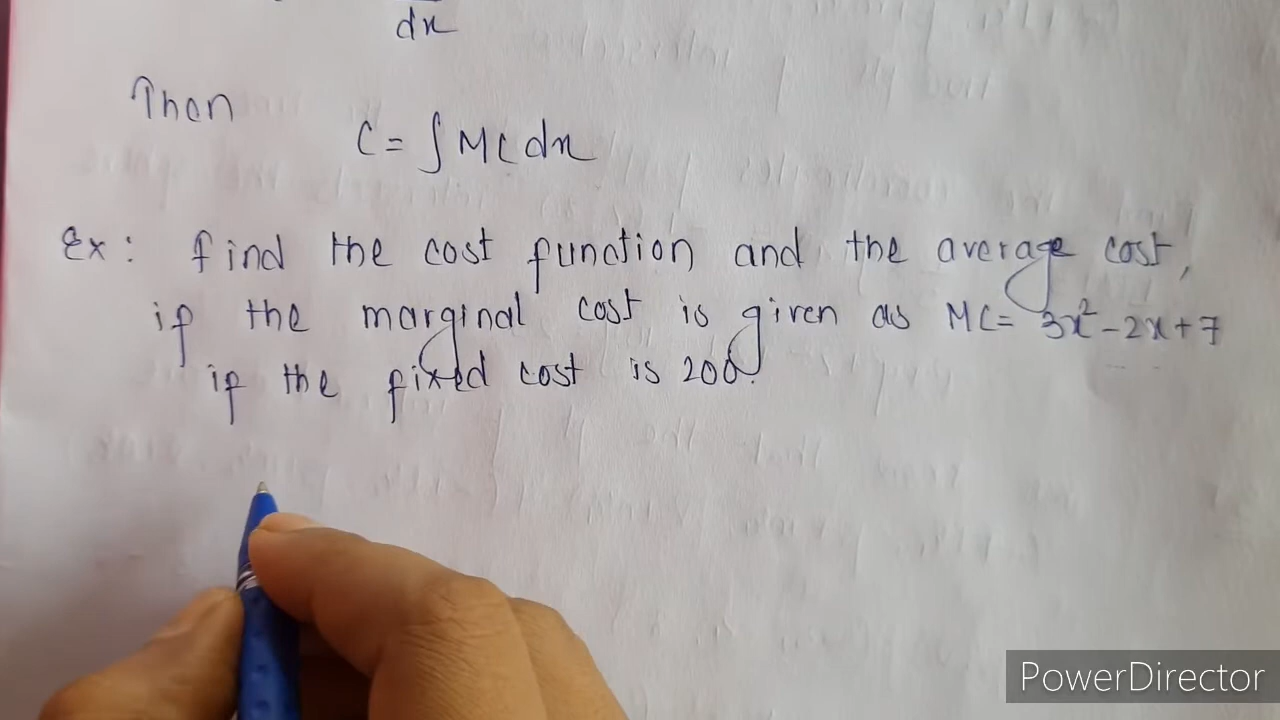 dx
Then
C = ∫ MC dx
Ex: find the cost function and the average cost,
if the marginal cost is given as MC = 3x² - 2x + 7
if the fixed cost is 200.
PowerDirector